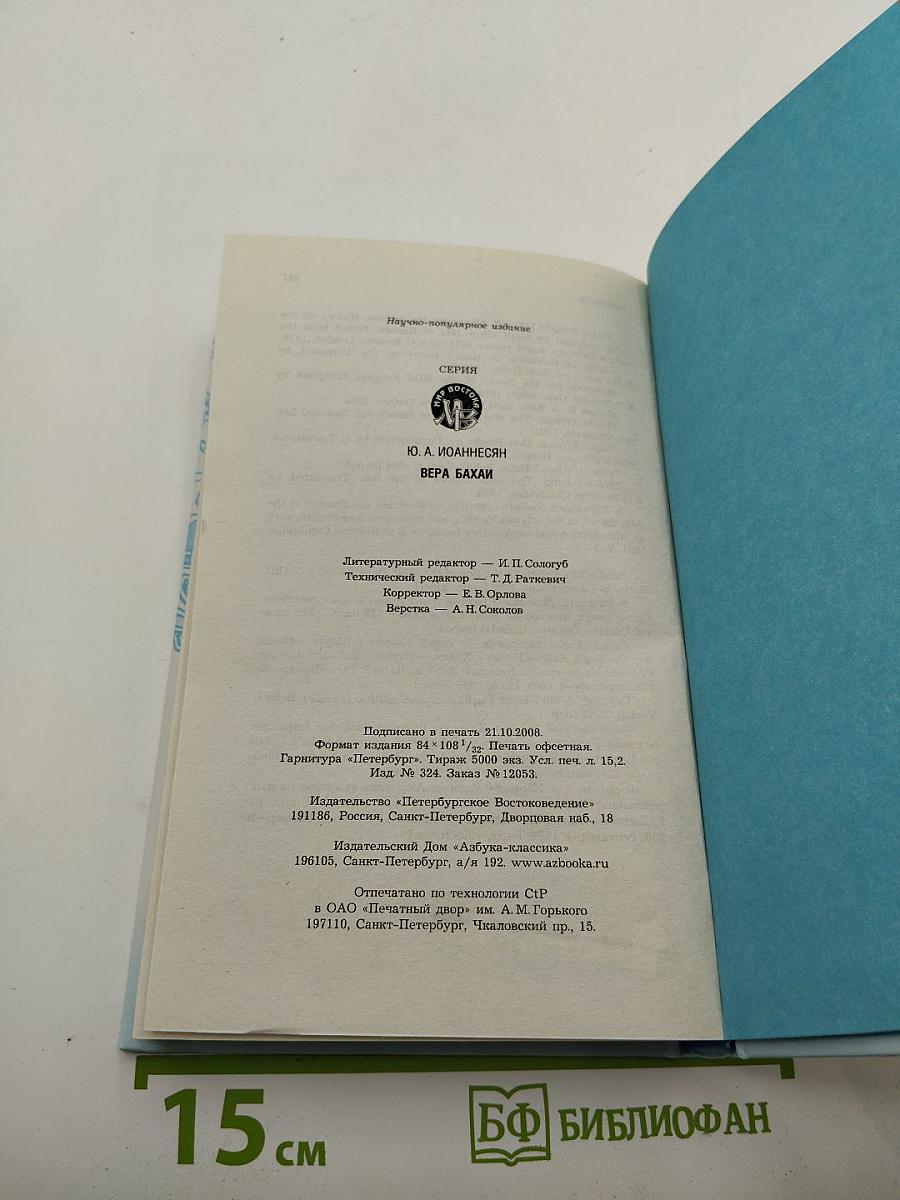 Научно-популярное издание
СЕРИЯ
МИР ВОСТОКА
МВ
Ю. А. ИОАННЕСЯН
ВЕРА БАХАИ
Литературный редактор — И. П. Сологуб
Технический редактор — Т. Д. Раткевич
Корректор — Е. В. Орлова
Верстка — А. Н. Соколов
Подписано в печать 21.10.2008.
Формат издания 84 × 108 1/32. Печать офсетная.
Гарнитура «Петербург». Тираж 5000 экз. Усл. печ. л. 15,2.
Изд. № 324. Заказ № 12053.
Издательство «Петербургское Востоковедение»
191186, Россия, Санкт-Петербург, Дворцовая наб., 18
Издательский Дом «Азбука-классика»
196105, Санкт-Петербург, а/я 192. www.azbooka.ru
Отпечатано по технологии CtP
в ОАО «Печатный двор» им. А. М. Горького
197110, Санкт-Петербург, Чкаловский пр., 15.
15 см
БФ БИБЛИОФАН